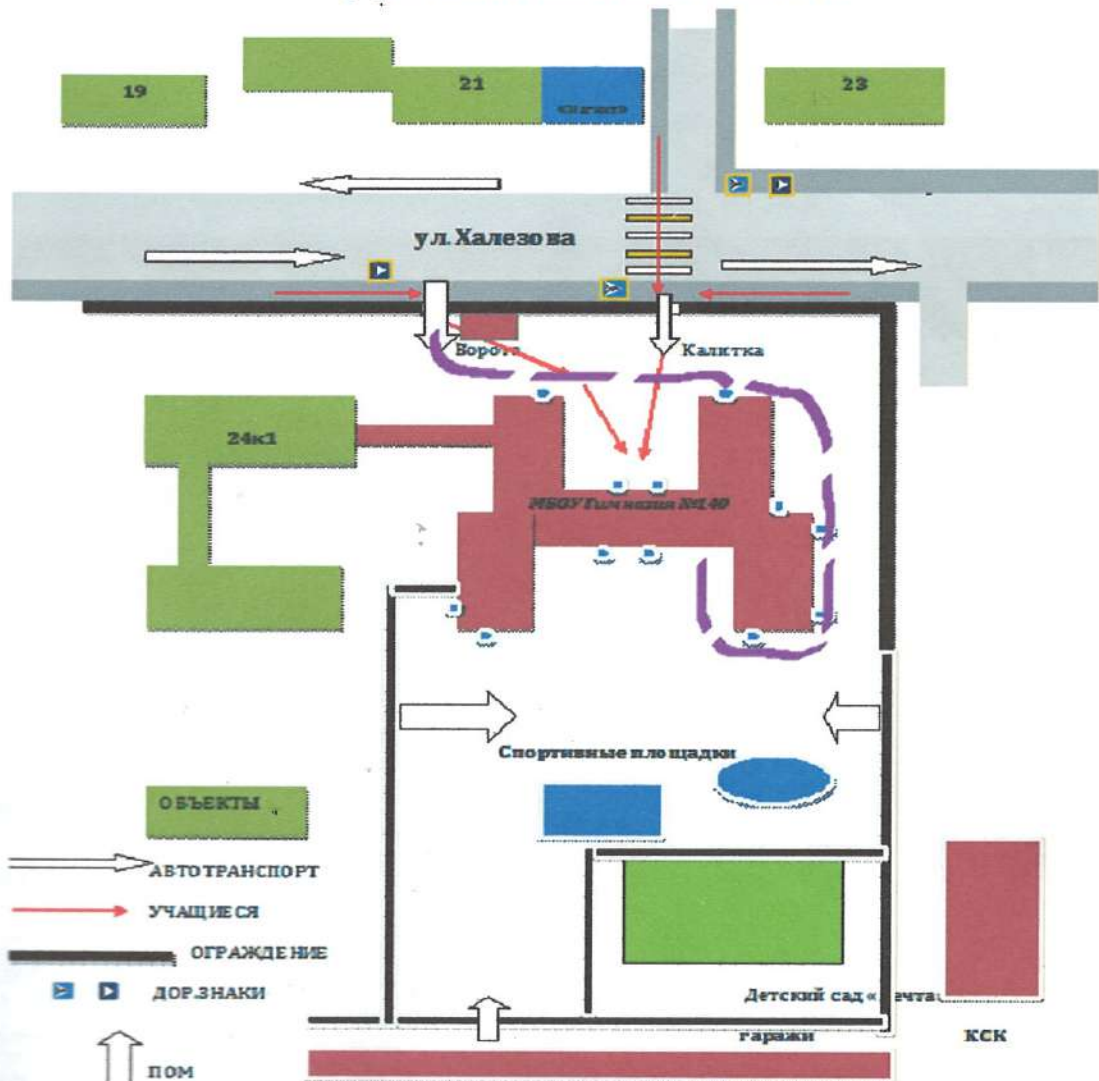 19
21
23
ул.Халезова
Ворота
Калитка
24к1
МБОУ Гимназия №140
Спортивные площадки
ОБЪЕКТЫ
АВТОТРАНСПОРТ
УЧАЩИЕСЯ
ОГРАЖДЕНИЕ
ДОР.ЗНАКИ
Детский сад «Мечта
гаражи
КСК
ПОМ